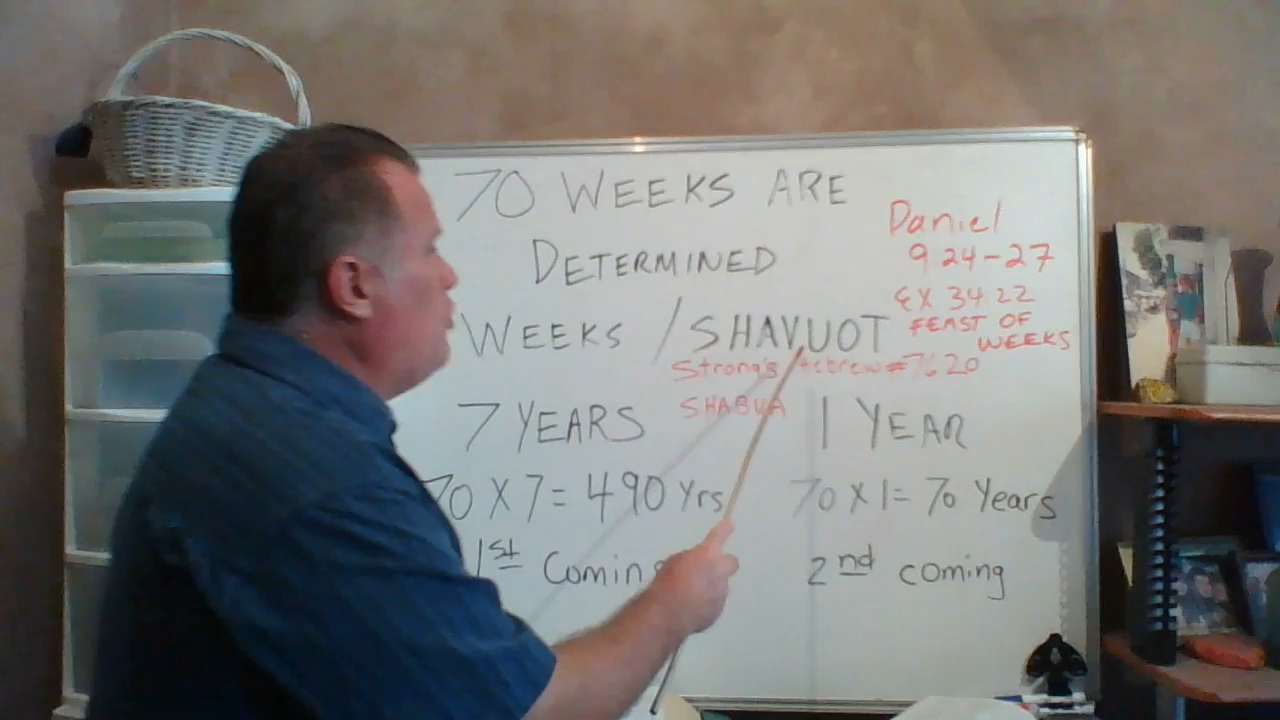 70 WEEKS ARE
DETERMINED
Daniel
9 24-27
EX 34 22
FEAST OF
WEEKS
WEEKS / SHAVUOT
Strong's Hebrew #7620
SHABUA
7 YEARS 1 YEAR
70 X 7 = 490 Yrs 70 X 1 = 70 Years
1st Coming 2nd coming